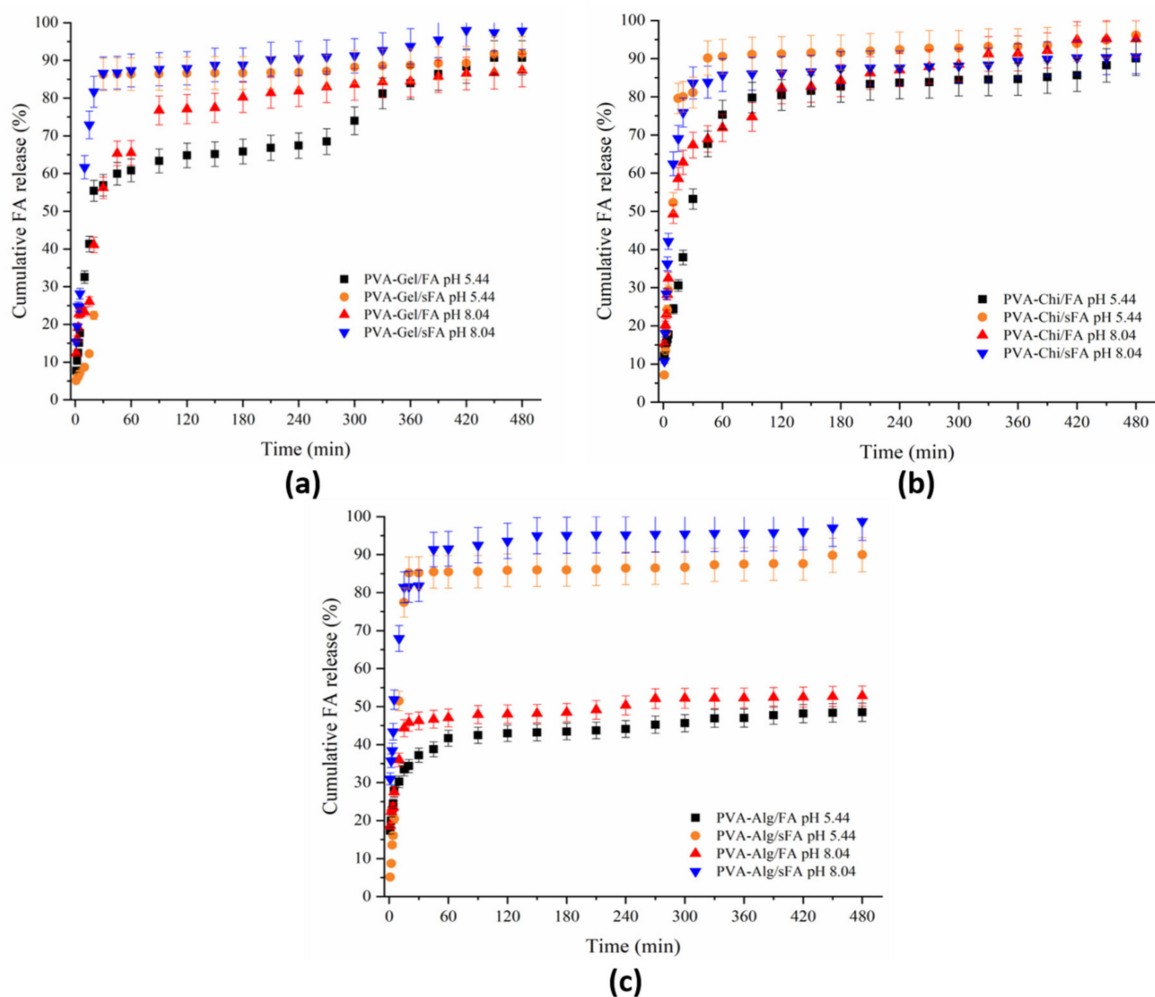 100
90
80
70
60
50
40
30
20
10
0
Cumulative FA release (%)
PVA-Gel/FA pH 5.44
PVA-Gel/sFA pH 5.44
PVA-Gel/FA pH 8.04
PVA-Gel/sFA pH 8.04
0 60 120 180 240 300 360 420 480
Time (min)
(a)
100
90
80
70
60
50
40
30
20
10
0
Cumulative FA release (%)
PVA-Chi/FA pH 5.44
PVA-Chi/sFA pH 5.44
PVA-Chi/FA pH 8.04
PVA-Chi/sFA pH 8.04
0 60 120 180 240 300 360 420 480
Time (min)
(b)
100
90
80
70
60
50
40
30
20
10
0
Cumulative FA release (%)
PVA-Alg/FA pH 5.44
PVA-Alg/sFA pH 5.44
PVA-Alg/FA pH 8.04
PVA-Alg/sFA pH 8.04
0 60 120 180 240 300 360 420 480
Time (min)
(c)